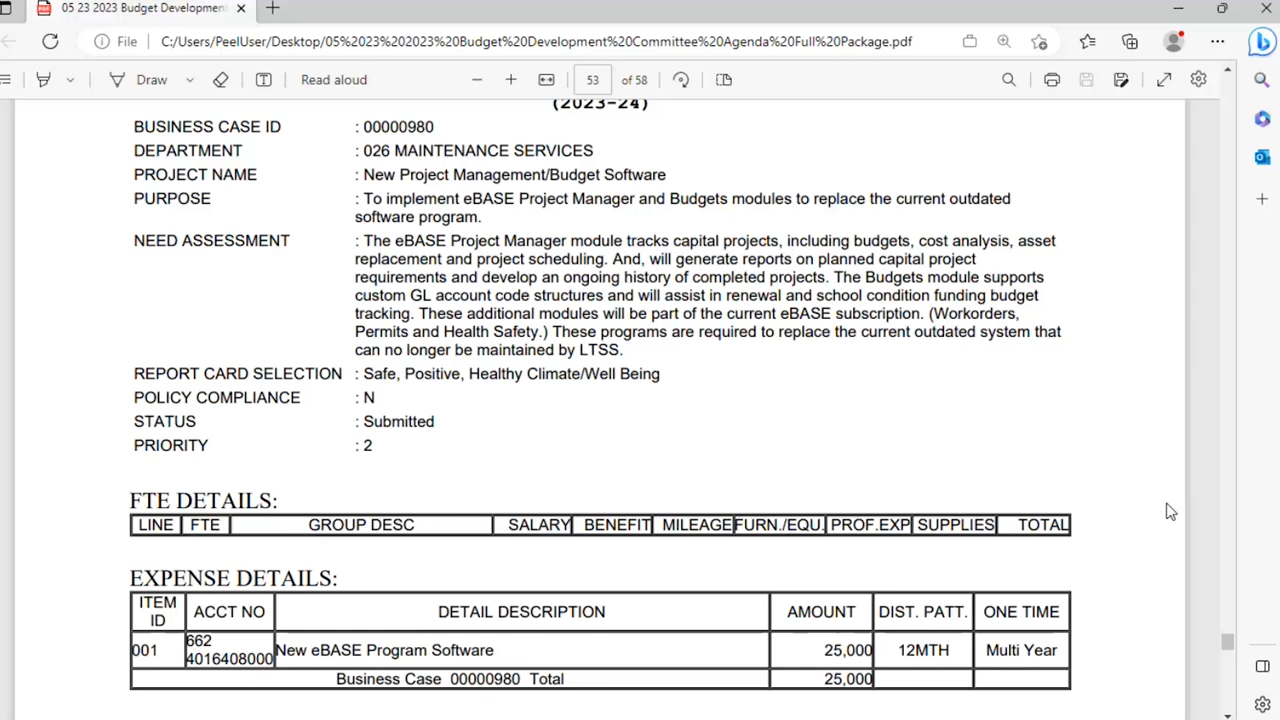 05 23 2023 Budget Development
File C:/Users/PeelUser/Desktop/05%2023%202023%20Budget%20Development%20Committee%20Agenda%20Full%20Package.pdf
Draw Read aloud 53 of 58
(2023-24)
BUSINESS CASE ID : 00000980
DEPARTMENT : 026 MAINTENANCE SERVICES
PROJECT NAME : New Project Management/Budget Software
PURPOSE : To implement eBASE Project Manager and Budgets modules to replace the current outdated
software program.
NEED ASSESSMENT : The eBASE Project Manager module tracks capital projects, including budgets, cost analysis, asset
replacement and project scheduling. And, will generate reports on planned capital project
requirements and develop an ongoing history of completed projects. The Budgets module supports
custom GL account code structures and will assist in renewal and school condition funding budget
tracking. These additional modules will be part of the current eBASE subscription. (Workorders,
Permits and Health Safety.) These programs are required to replace the current outdated system that
can no longer be maintained by LTSS.
REPORT CARD SELECTION : Safe, Positive, Healthy Climate/Well Being
POLICY COMPLIANCE : N
STATUS : Submitted
PRIORITY : 2
FTE DETAILS:
LINE FTE GROUP DESC SALARY BENEFIT MILEAGE FURN./EQU. PROF.EXP SUPPLIES TOTAL
EXPENSE DETAILS:
ITEM ID ACCT NO DETAIL DESCRIPTION AMOUNT DIST. PATT. ONE TIME
001 662 4016408000 New eBASE Program Software 25,000 12MTH Multi Year
Business Case 00000980 Total 25,000